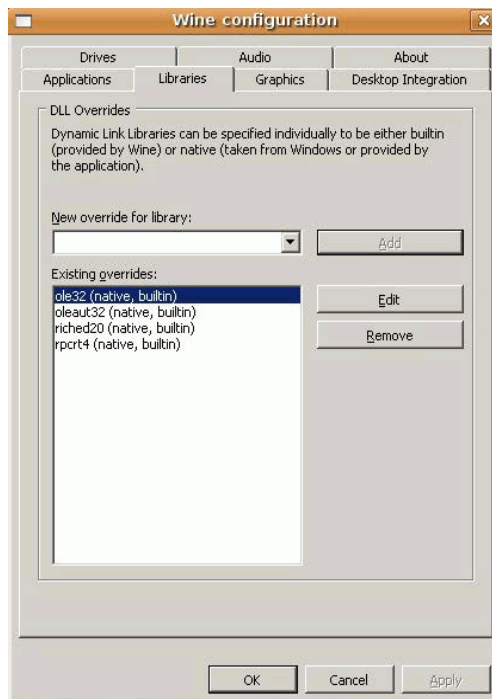 Wine configuration
Drives Audio About
Applications Libraries Graphics Desktop Integration
DLL Overrides
Dynamic Link Libraries can be specified individually to be either builtin
(provided by Wine) or native (taken from Windows or provided by
the application).
New override for library:
Add
Existing overrides:
ole32 (native, builtin)
oleaut32 (native, builtin)
riched20 (native, builtin)
rpcrt4 (native, builtin)
Edit
Remove
OK Cancel Apply